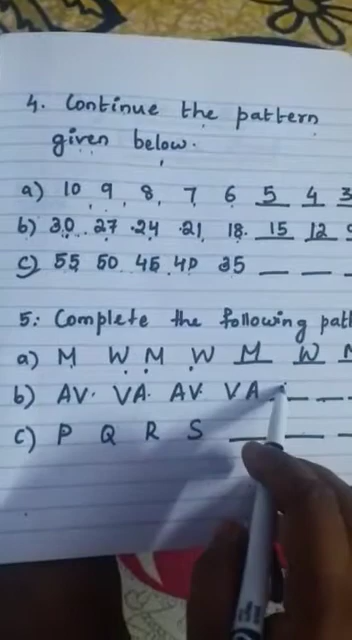 4. Continue the pattern
given below.
a) 10, 9, 8, 7 6 5 4 3
b) 30 27 24 21 18 15 12
c) 55 50 45 40 35 _ _ _
5: Complete the following
a) M W M W M W
b) AV VA AV VA _ _ _
c) P Q R S _ _ _